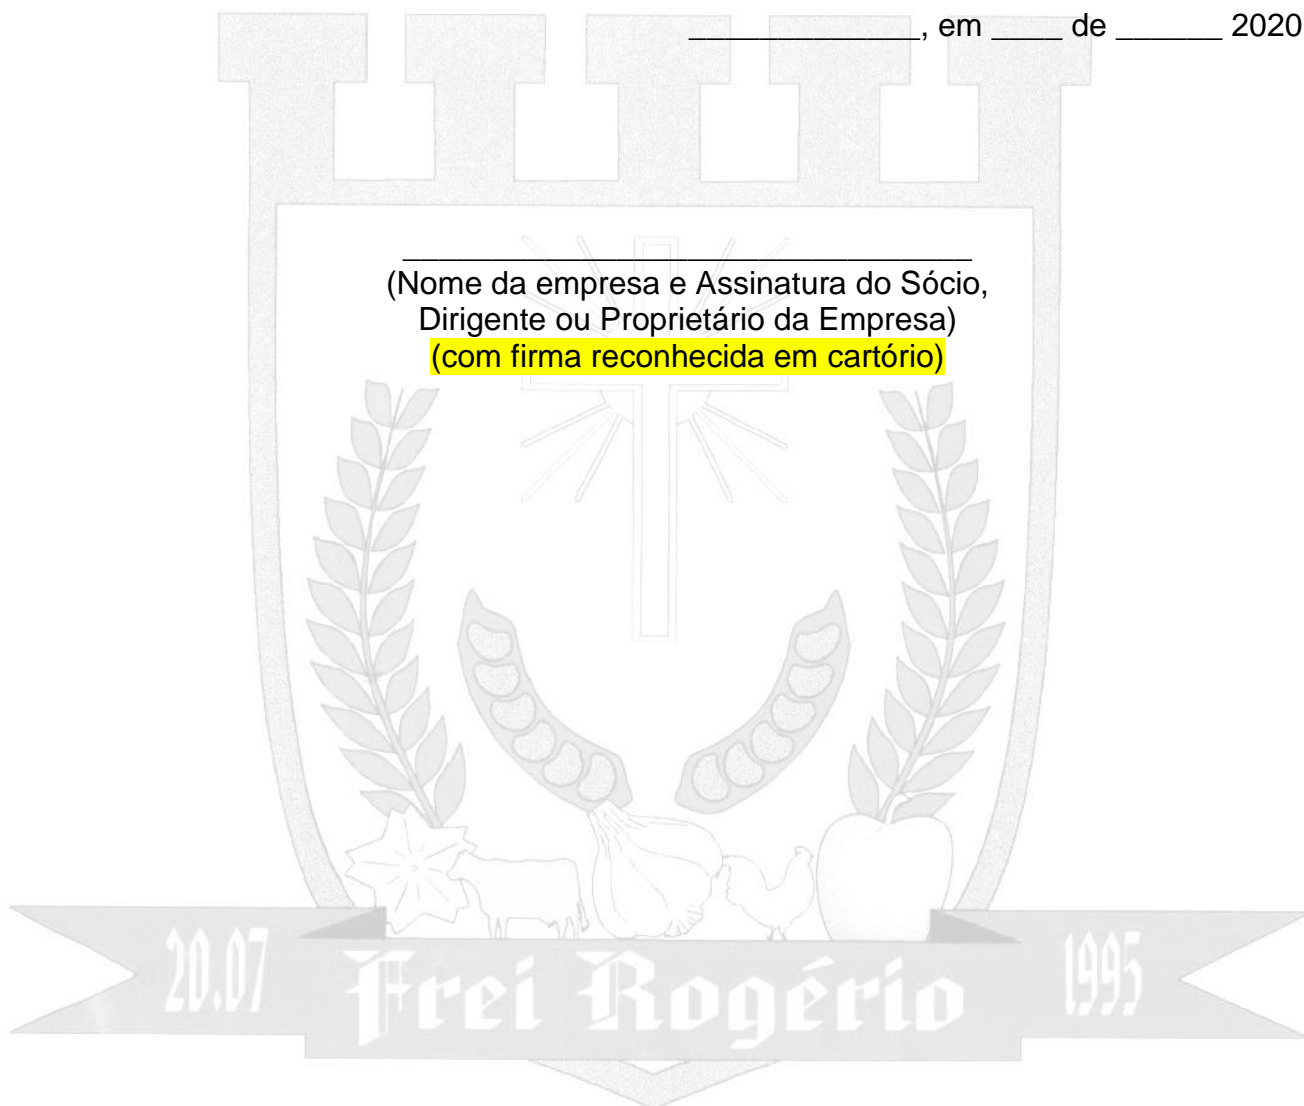 _____________, em ____ de ______ 2020
________________________________
(Nome da empresa e Assinatura do Sócio,
Dirigente ou Proprietário da Empresa)
(com firma reconhecida em cartório)
20.07 Frei Rogério 1995